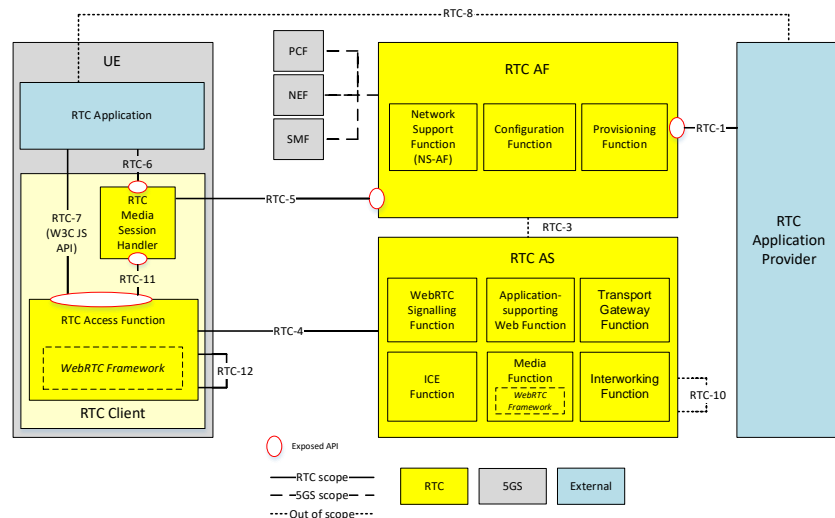 RTC-8
UE
RTC Application
RTC-6
RTC-7
(W3C JS
API)
RTC
Media
Session
Handler
RTC-11
RTC Access Function
WebRTC Framework
RTC-12
RTC Client
PCF
NEF
SMF
RTC-5
RTC-4
RTC AF
Network
Support
Function
(NS-AF)
Configuration
Function
Provisioning
Function
RTC-1
RTC-3
RTC AS
WebRTC
Signalling
Function
Application-
supporting
Web Function
Transport
Gateway
Function
ICE
Function
Media
Function
WebRTC
Framework
Interworking
Function
RTC-10
RTC
Application
Provider
Exposed API
RTC scope
5GS scope
Out of scope
RTC
5GS
External